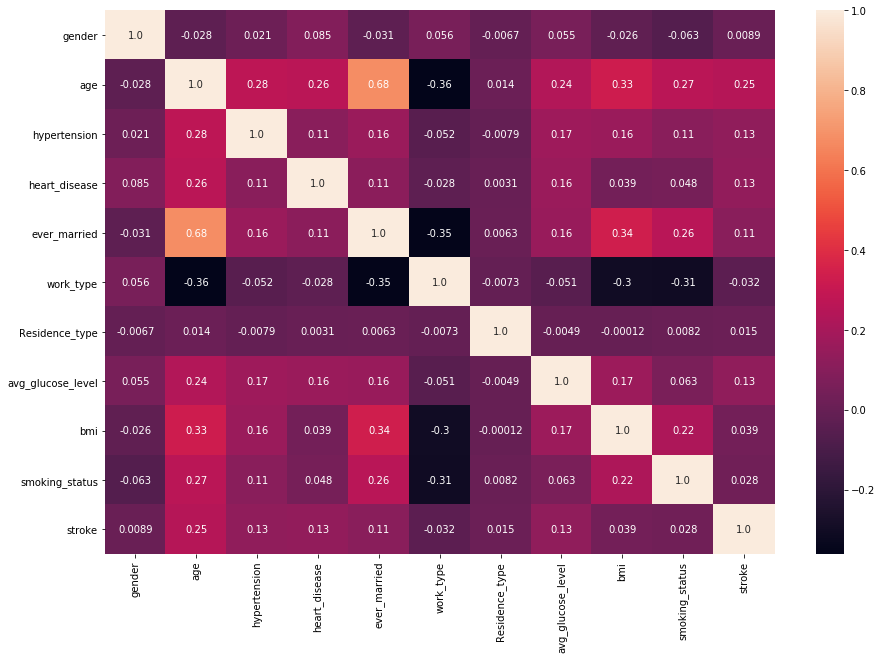 gender 1.0 -0.028 0.021 0.085 -0.031 0.056 -0.0067 0.055 -0.026 -0.063 0.0089
age -0.028 1.0 0.28 0.26 0.68 -0.36 0.014 0.24 0.33 0.27 0.25
hypertension 0.021 0.28 1.0 0.11 0.16 -0.052 -0.0079 0.17 0.16 0.11 0.13
heart_disease 0.085 0.26 0.11 1.0 0.11 -0.028 0.0031 0.16 0.039 0.048 0.13
ever_married -0.031 0.68 0.16 0.11 1.0 -0.35 0.0063 0.16 0.34 0.26 0.11
work_type 0.056 -0.36 -0.052 -0.028 -0.35 1.0 -0.0073 -0.051 -0.3 -0.31 -0.032
Residence_type -0.0067 0.014 -0.0079 0.0031 0.0063 -0.0073 1.0 -0.0049 -0.00012 0.0082 0.015
avg_glucose_level 0.055 0.24 0.17 0.16 0.16 -0.051 -0.0049 1.0 0.17 0.063 0.13
bmi -0.026 0.33 0.16 0.039 0.34 -0.3 -0.00012 0.17 1.0 0.22 0.039
smoking_status -0.063 0.27 0.11 0.048 0.26 -0.31 0.0082 0.063 0.22 1.0 0.028
stroke 0.0089 0.25 0.13 0.13 0.11 -0.032 0.015 0.13 0.039 0.028 1.0
gender age hypertension heart_disease ever_married work_type Residence_type avg_glucose_level bmi smoking_status stroke
1.0
0.8
0.6
0.4
0.2
0.0
−0.2